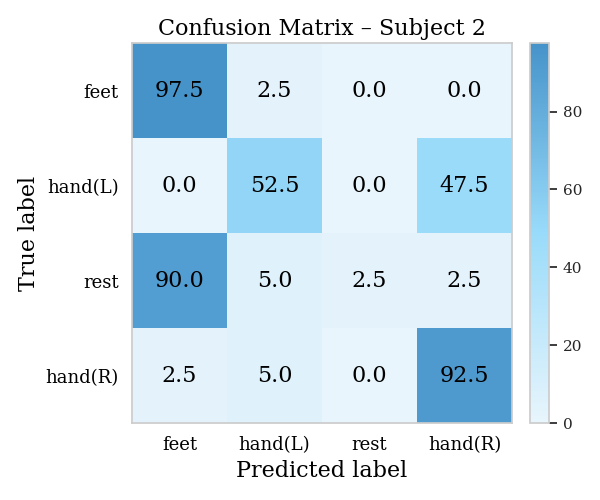 Confusion Matrix – Subject 2
True label
feet 97.5 2.5 0.0 0.0
hand(L) 0.0 52.5 0.0 47.5
rest 90.0 5.0 2.5 2.5
hand(R) 2.5 5.0 0.0 92.5
feet hand(L) rest hand(R)
Predicted label
80
60
40
20
0